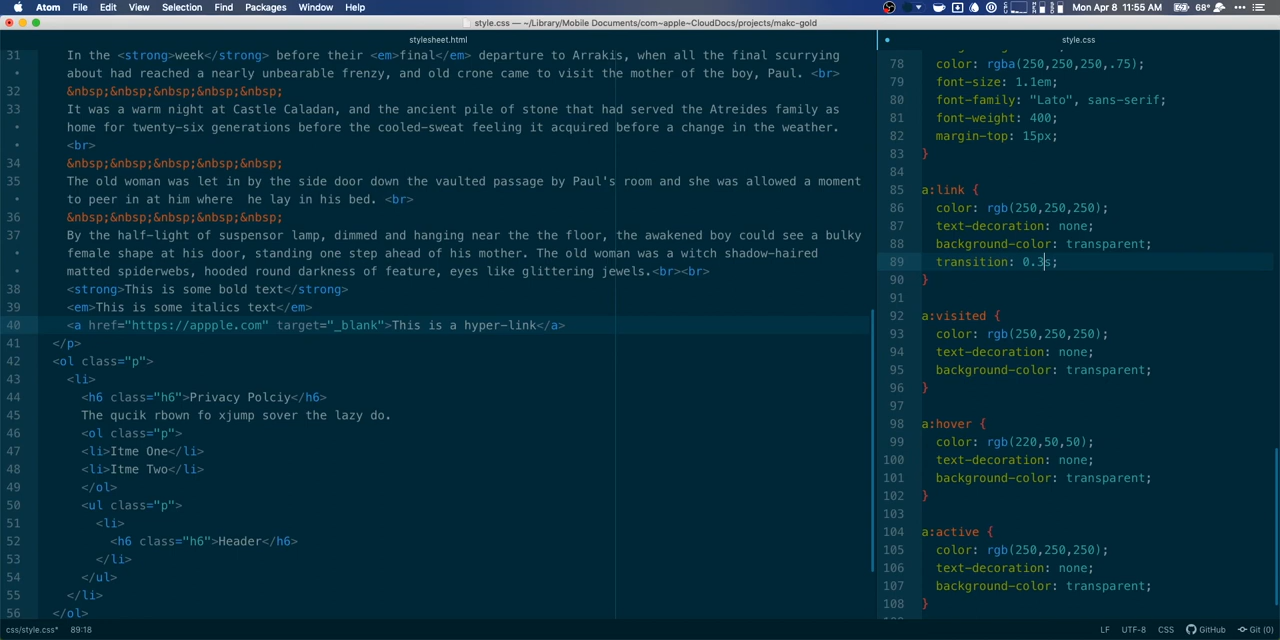 Atom File Edit View Selection Find Packages Window Help Mon Apr 8 11:55 AM 68°
style.css — ~/Library/Mobile Documents/com~apple~CloudDocs/projects/makc-gold
stylesheet.html
31 In the <strong>week</strong> before their <em>final</em> departure to Arrakis, when all the final scurrying
about had reached a nearly unbearable frenzy, and old crone came to visit the mother of the boy, Paul. <br>
32 &nbsp;&nbsp;&nbsp;&nbsp;&nbsp;
33 It was a warm night at Castle Caladan, and the ancient pile of stone that had served the Atreides family as
home for twenty-six generations before the cooled-sweat feeling it acquired before a change in the weather.
<br>
34 &nbsp;&nbsp;&nbsp;&nbsp;&nbsp;
35 The old woman was let in by the side door down the vaulted passage by Paul's room and she was allowed a moment
to peer in at him where  he lay in his bed. <br>
36 &nbsp;&nbsp;&nbsp;&nbsp;&nbsp;
37 By the half-light of suspensor lamp, dimmed and hanging near the the floor, the awakened boy could see a bulky
female shape at his door, standing one step ahead of his mother. The old woman was a witch shadow-haired
matted spiderwebs, hooded round darkness of feature, eyes like glittering jewels.<br><br>
38 <strong>This is some bold text</strong>
39 <em>This is some italics text</em>
40 <a href="https://appple.com" target="_blank">This is a hyper-link</a>
41 </p>
42 <ol class="p">
43 <li>
44 <h6 class="h6">Privacy Polciy</h6>
45 The qucik rbown fo xjump sover the lazy do.
46 <ol class="p">
47 <li>Itme One</li>
48 <li>Itme Two</li>
49 </ol>
50 <ul class="p">
51 <li>
52 <h6 class="h6">Header</h6>
53 </li>
54 </ul>
55 </li>
56 </ol>
style.css
78 color: rgba(250,250,250,.75);
79 font-size: 1.1em;
80 font-family: "Lato", sans-serif;
81 font-weight: 400;
82 margin-top: 15px;
83 }
84
85 a:link {
86 color: rgb(250,250,250);
87 text-decoration: none;
88 background-color: transparent;
89 transition: 0.3s;
90 }
91
92 a:visited {
93 color: rgb(250,250,250);
94 text-decoration: none;
95 background-color: transparent;
96 }
97
98 a:hover {
99 color: rgb(220,50,50);
100 text-decoration: none;
101 background-color: transparent;
102 }
103
104 a:active {
105 color: rgb(250,250,250);
106 text-decoration: none;
107 background-color: transparent;
108 }
css/style.css* 89:18 LF UTF-8 CSS GitHub Git (0)